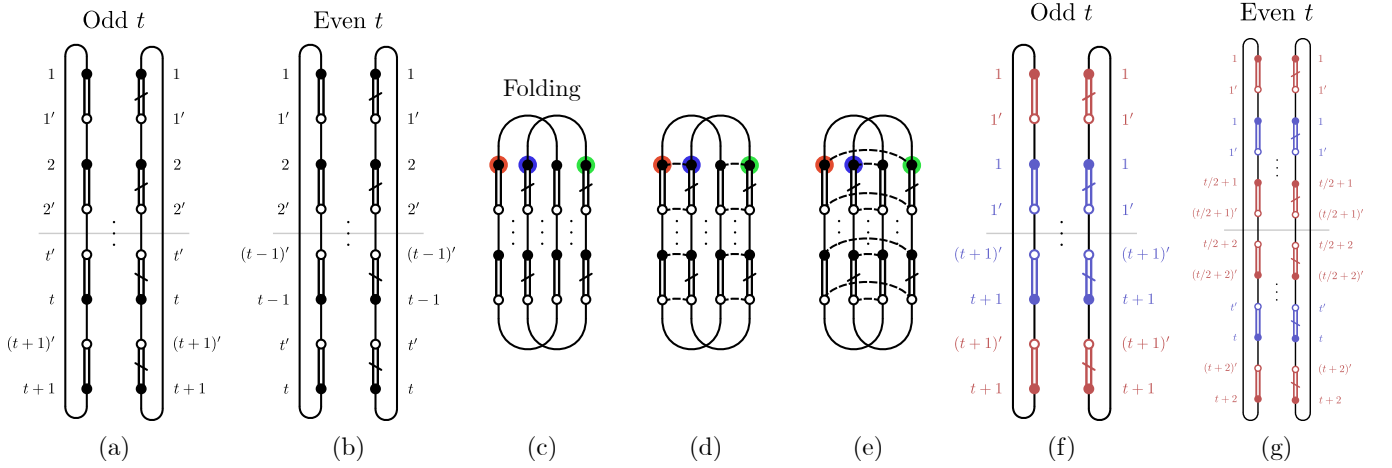 Odd t
1 1
1′ 1′
2 2
2′ 2′
t′ t′
t t
(t + 1)′ (t + 1)′
t + 1 t + 1
(a)
Even t
1 1
1′ 1′
2 2
2′ 2′
(t − 1)′ (t − 1)′
t − 1 t − 1
t′ t′
t t
(b)
Folding
(c)
(d)
(e)
Odd t
1 1
1′ 1′
1 1
1′ 1′
(t + 1)′ (t + 1)′
t + 1 t + 1
(t + 1)′ (t + 1)′
t + 1 t + 1
(f)
Even t
1 1
1′ 1′
1 1
1′ 1′
t/2 + 1 t/2 + 1
(t/2 + 1)′ (t/2 + 1)′
t/2 + 2 t/2 + 2
(t/2 + 2)′ (t/2 + 2)′
t′ t′
t t
(t + 2)′ (t + 2)′
t + 2 t + 2
(g)